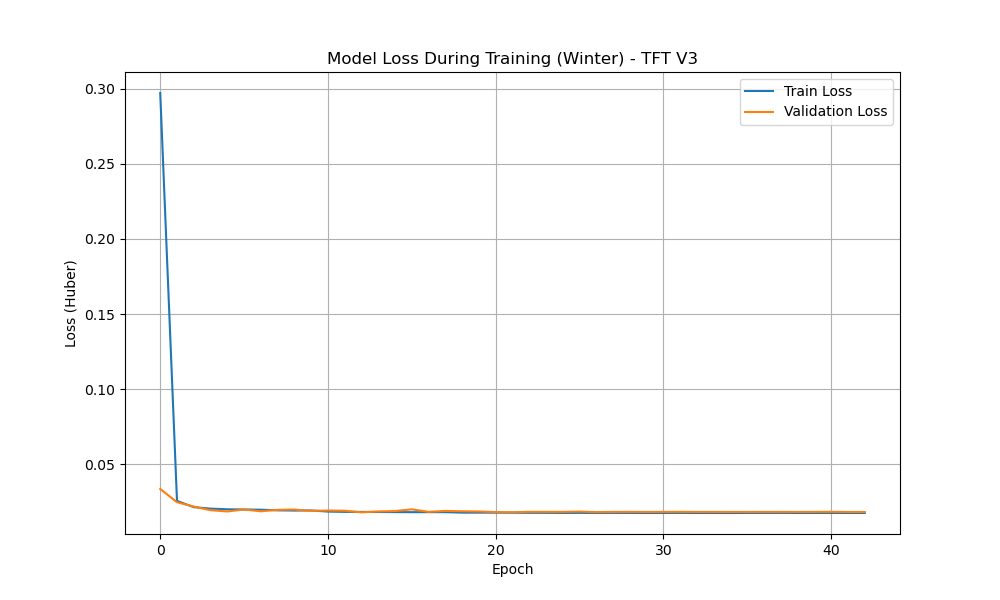 Model Loss During Training (Winter) - TFT V3
Train Loss
Validation Loss
0.30
0.25
0.20
0.15
0.10
0.05
Loss (Huber)
0 10 20 30 40
Epoch